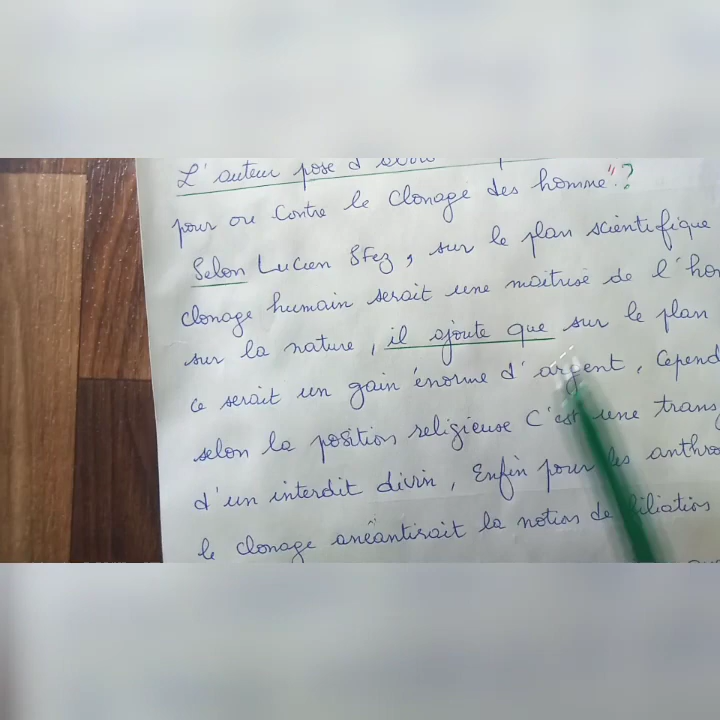 L'auteur pose
pour ou contre le clonage des homme"?
Selon Lucien SFez, sur le plan scientifique
clonage humain serait une maîtrise de l'ho
sur la nature, il ajoute que sur le plan
ce serait un gain énorme d'argent, Cepend
selon la position religieuse C'est une trans
d'un interdit divin, Enfin pour les anthro
le clonage anéantirait la notion de filiation